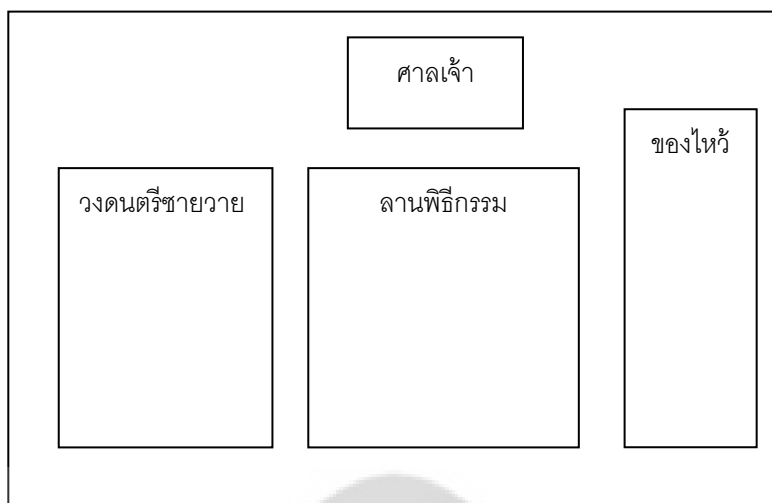 ศาลเจ้า
ของไหว้
วงดนตรีซายวาย
ลานพิธีกรรม